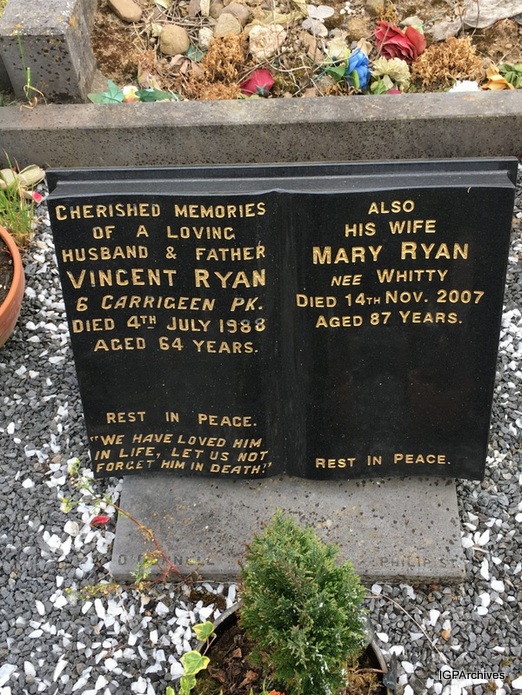 CHERISHED MEMORIES
OF A LOVING
HUSBAND & FATHER
VINCENT RYAN
6 CARRIGEEN PK.
DIED 4TH JULY 1988
AGED 64 YEARS.
REST IN PEACE.
"WE HAVE LOVED HIM
IN LIFE, LET US NOT
FORGET HIM IN DEATH."
ALSO
HIS WIFE
MARY RYAN
NEE WHITTY
DIED 14TH NOV. 2007
AGED 87 YEARS.
REST IN PEACE.
PHILIP ST
IGPArchives